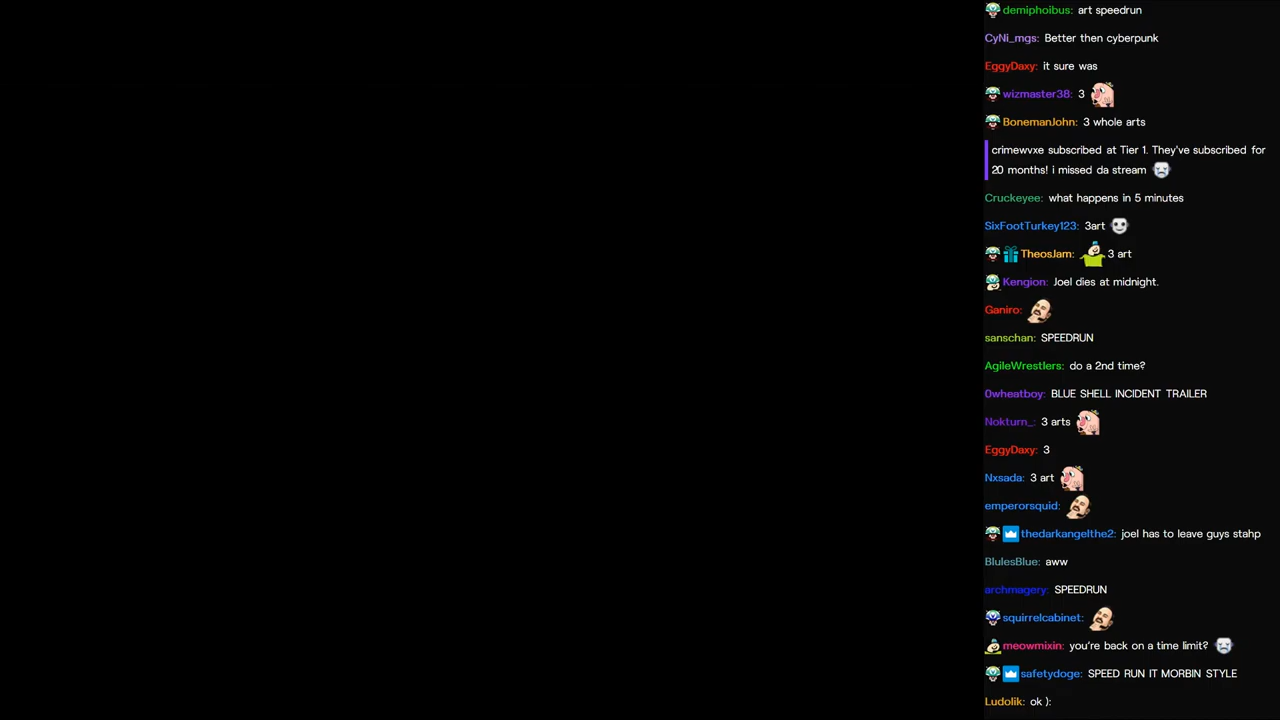 demiphoibus: art speedrun
CyNi_mgs: Better then cyberpunk
EggyDaxy: it sure was
wizmaster38: 3
BonemanJohn: 3 whole arts
crimewvxe subscribed at Tier 1. They've subscribed for
20 months! i missed da stream
Cruckeyee: what happens in 5 minutes
SixFootTurkey123: 3art
TheosJam: 3 art
Kengion: Joel dies at midnight.
Ganiro:
sanschan: SPEEDRUN
AgileWrestlers: do a 2nd time?
0wheatboy: BLUE SHELL INCIDENT TRAILER
Nokturn_: 3 arts
EggyDaxy: 3
Nxsada: 3 art
emperorsquid:
thedarkangelthe2: joel has to leave guys stahp
BlulesBlue: aww
archmagery: SPEEDRUN
squirrelcabinet:
meowmixin: you're back on a time limit?
safetydoge: SPEED RUN IT MORBIN STYLE
Ludolik: ok ):